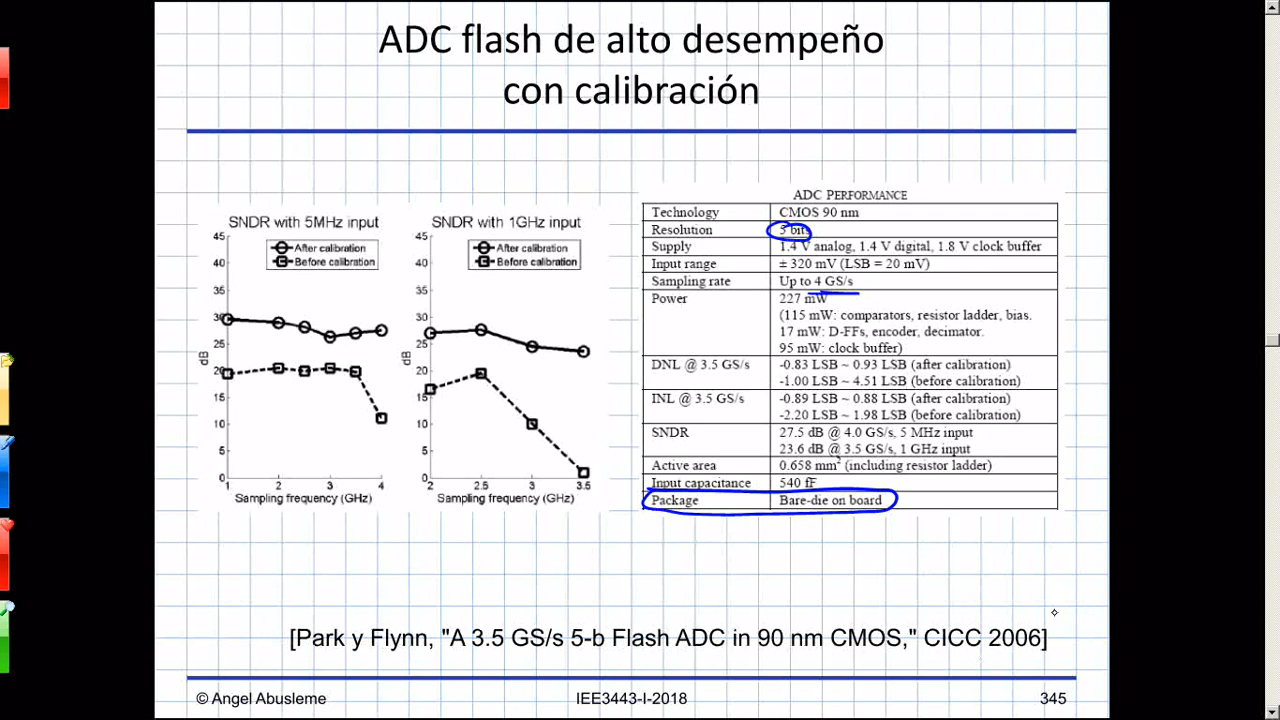 ADC flash de alto desempeño
con calibración
SNDR with 5MHz input
45
40
35
30
25
20
15
10
5
0
dB
After calibration
Before calibration
1 2 2.5 3 3.5 4
Sampling frequency (GHz)
SNDR with 1GHz input
45
40
35
30
25
20
15
10
5
0
dB
After calibration
Before calibration
2 2.5 3 3.5
Sampling frequency (GHz)
ADC PERFORMANCE
Technology CMOS 90 nm
Resolution 5 bits
Supply 1.4 V analog, 1.4 V digital, 1.8 V clock buffer
Input range ± 320 mV (LSB = 20 mV)
Sampling rate Up to 4 GS/s
Power 227 mW
(115 mW: comparators, resistor ladder, bias.
17 mW: D-FFs, encoder, decimator.
95 mW: clock buffer)
DNL @ 3.5 GS/s -0.83 LSB ~ 0.93 LSB (after calibration)
-1.00 LSB ~ 4.51 LSB (before calibration)
INL @ 3.5 GS/s -0.89 LSB ~ 0.88 LSB (after calibration)
-2.20 LSB ~ 1.98 LSB (before calibration)
SNDR 27.5 dB @ 4.0 GS/s, 5 MHz input
23.6 dB @ 3.5 GS/s, 1 GHz input
Active area 0.658 mm² (including resistor ladder)
Input capacitance 540 fF
Package Bare-die on board
[Park y Flynn, "A 3.5 GS/s 5-b Flash ADC in 90 nm CMOS," CICC 2006]
© Angel Abusleme IEE3443-I-2018 345